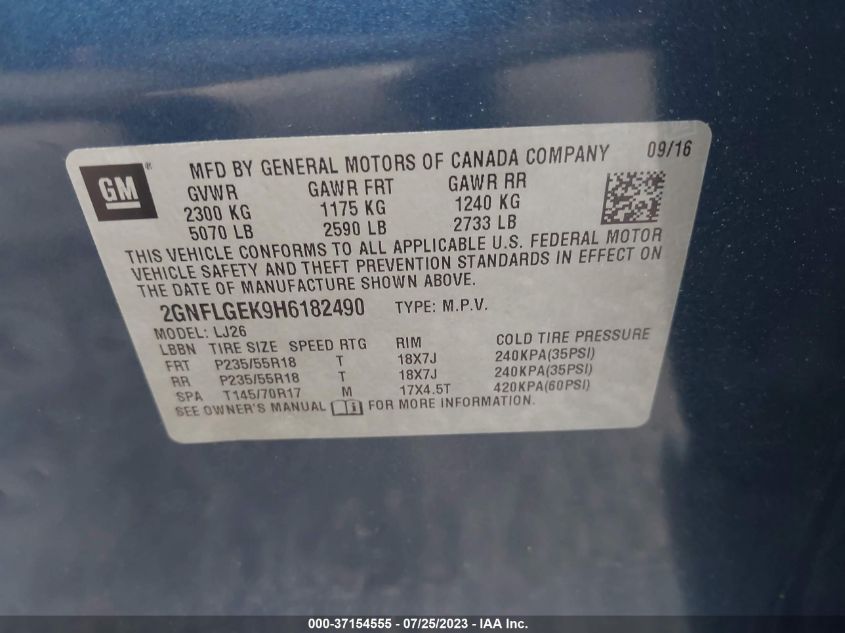 GM ® MFD BY GENERAL MOTORS OF CANADA COMPANY 09/16
GVWR GAWR FRT GAWR RR
2300 KG 1175 KG 1240 KG
5070 LB 2590 LB 2733 LB
THIS VEHICLE CONFORMS TO ALL APPLICABLE U.S. FEDERAL MOTOR
VEHICLE SAFETY AND THEFT PREVENTION STANDARDS IN EFFECT ON
THE DATE OF MANUFACTURE SHOWN ABOVE.
2GNFLGEK9H6182490 TYPE: M.P.V.
MODEL: LJ26
LBBN TIRE SIZE SPEED RTG RIM COLD TIRE PRESSURE
FRT P235/55R18 T 18X7J 240KPA(35PSI)
RR P235/55R18 T 18X7J 240KPA(35PSI)
SPA T145/70R17 M 17X4.5T 420KPA(60PSI)
SEE OWNER'S MANUAL FOR MORE INFORMATION.
000-37154555 - 07/25/2023 - IAA Inc.